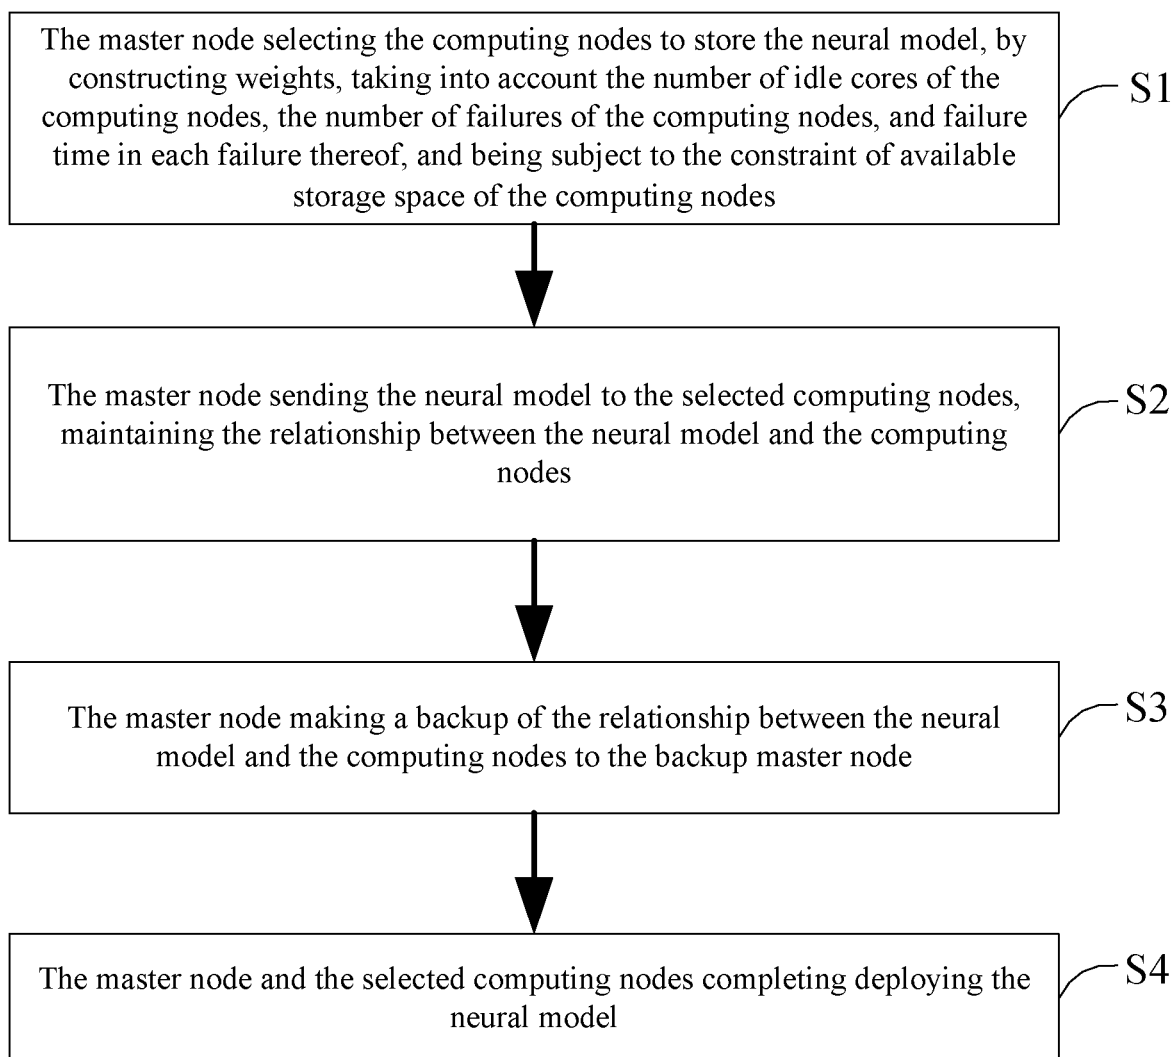 The master node selecting the computing nodes to store the neural model, by
constructing weights, taking into account the number of idle cores of the
computing nodes, the number of failures of the computing nodes, and failure
time in each failure thereof, and being subject to the constraint of available
storage space of the computing nodes
S1
The master node sending the neural model to the selected computing nodes,
maintaining the relationship between the neural model and the computing
nodes
S2
The master node making a backup of the relationship between the neural
model and the computing nodes to the backup master node
S3
The master node and the selected computing nodes completing deploying the
neural model
S4